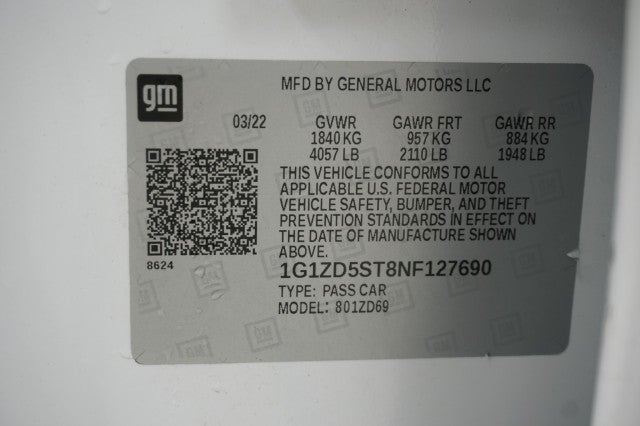 gm
MFD BY GENERAL MOTORS LLC
03/22 GVWR GAWR FRT GAWR RR
1840 KG 957 KG 884 KG
4057 LB 2110 LB 1948 LB
THIS VEHICLE CONFORMS TO ALL
APPLICABLE U.S. FEDERAL MOTOR
VEHICLE SAFETY, BUMPER, AND THEFT
PREVENTION STANDARDS IN EFFECT ON
THE DATE OF MANUFACTURE SHOWN
ABOVE.
8624
1G1ZD5ST8NF127690
TYPE: PASS CAR
MODEL: 801ZD69